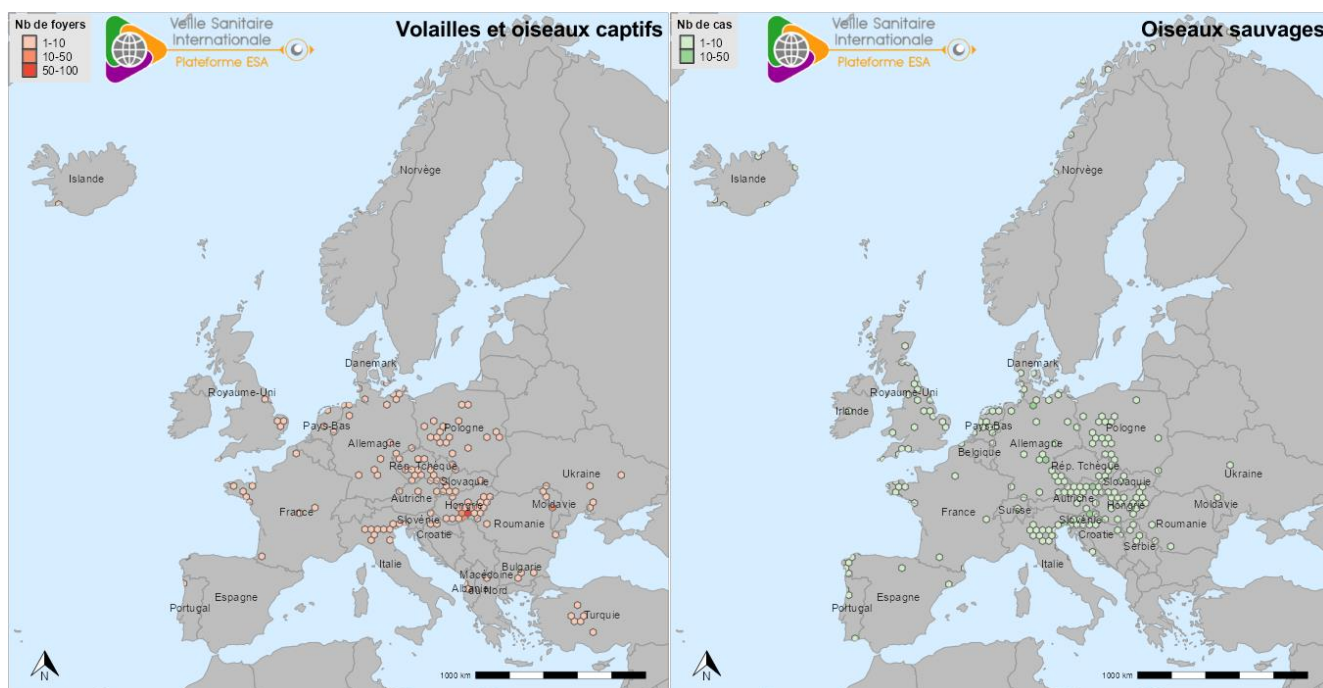 Nb de foyers
1-10
10-50
50-100
Veille Sanitaire
Internationale
Plateforme ESA
Volailles et oiseaux captifs
Islande
Norvège
Danemark
Royaume-Uni
Pays-Bas
Pologne
Allemagne
Rép. Tchèque
Ukraine
Slovaquie
Autriche
Hongrie
Moldavie
France
Slovénie
Roumanie
Croatie
Italie
Bulgarie
Macédoine
du Nord
Albanie
Portugal
Espagne
Turquie
N
1000 km
Nb de cas
1-10
10-50
Veille Sanitaire
Internationale
Plateforme ESA
Oiseaux sauvages
Islande
Norvège
Danemark
Royaume-Uni
Irlande
Pays-Bas
Pologne
Allemagne
Belgique
Rép. Tchèque
Ukraine
Slovaquie
Autriche
Hongrie
Moldavie
France
Suisse
Slovénie
Roumanie
Croatie
Serbie
Italie
Portugal
Espagne
N
1000 km